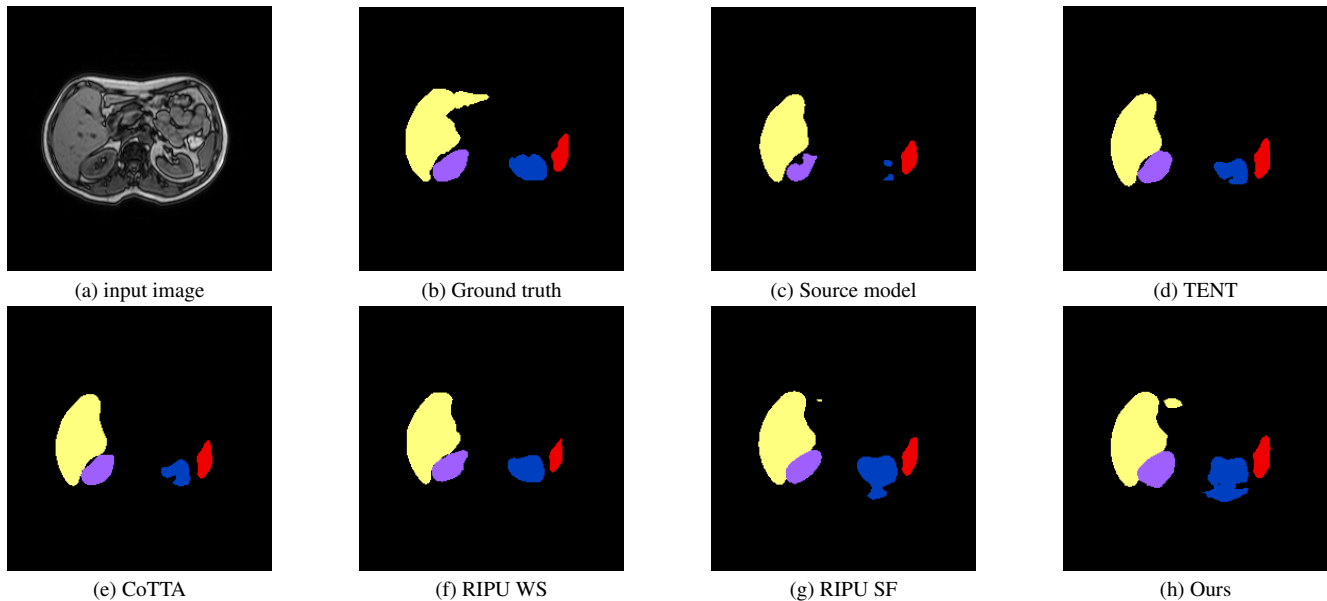 (a) input image
(b) Ground truth
(c) Source model
(d) TENT
(e) CoTTA
(f) RIPU WS
(g) RIPU SF
(h) Ours